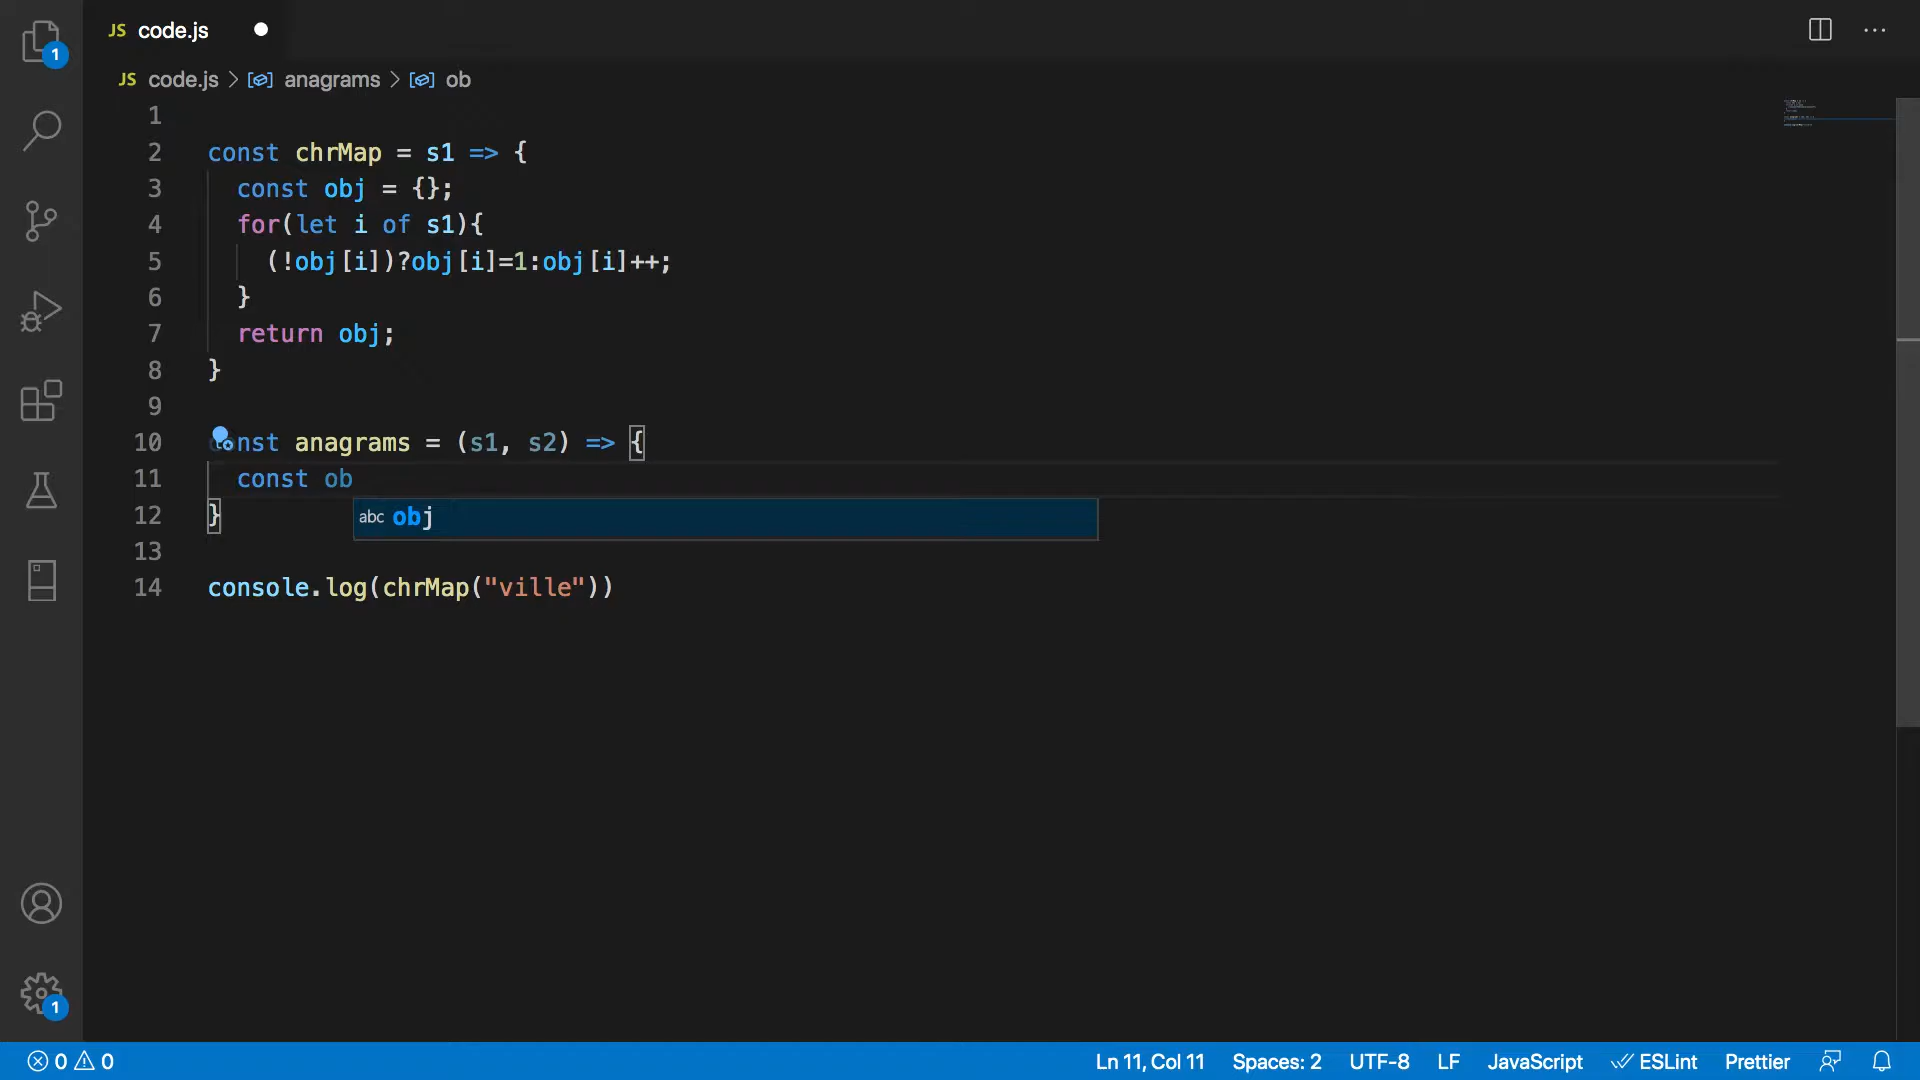 JS code.js
JS code.js > anagrams > ob
1
2 const chrMap = s1 => {
3 const obj = {};
4 for(let i of s1){
5 (!obj[i])?obj[i]=1:obj[i]++;
6 }
7 return obj;
8 }
9
10 const anagrams = (s1, s2) => {
11 const ob
12 }
abc obj
13
14 console.log(chrMap("ville"))
1
1
0 0 Ln 11, Col 11 Spaces: 2 UTF-8 LF JavaScript ESLint Prettier